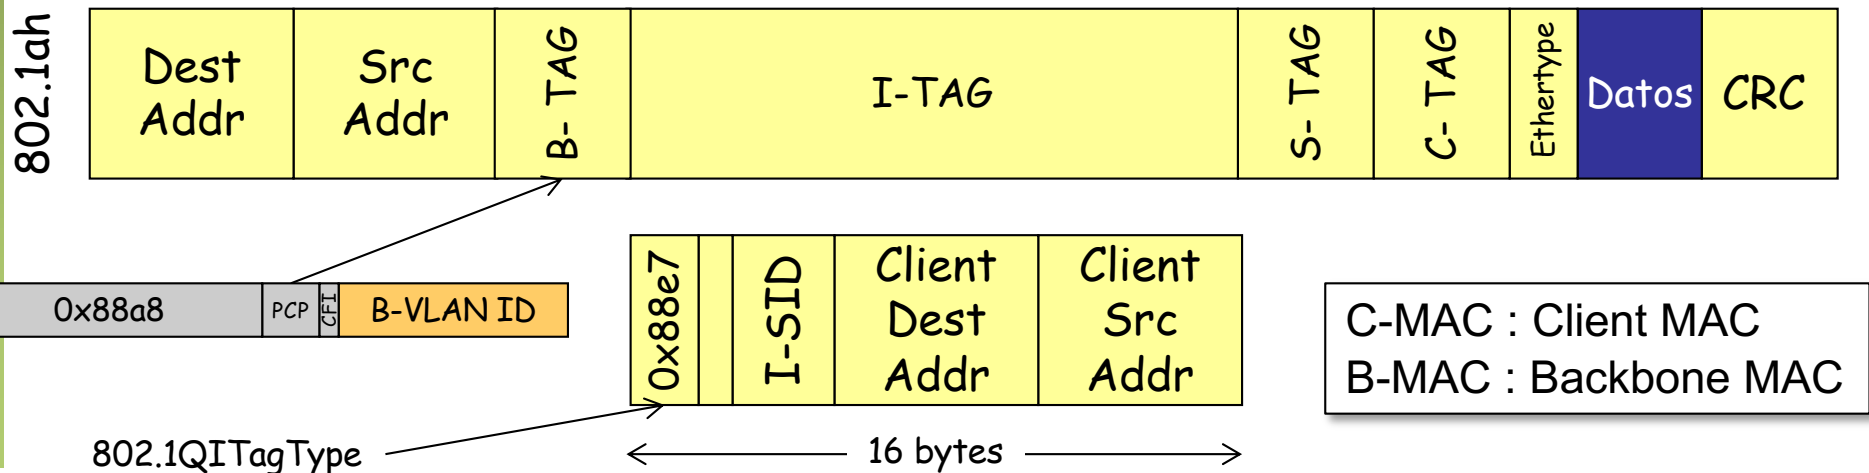 802.1ah
Dest
Addr
Src
Addr
B- TAG
I-TAG
S- TAG
C- TAG
Ethertype
Datos
CRC
0x88a8
PCP
CFI
B-VLAN ID
0x88e7
I-SID
Client
Dest
Addr
Client
Src
Addr
C-MAC : Client MAC
B-MAC : Backbone MAC
802.1QITagType
16 bytes